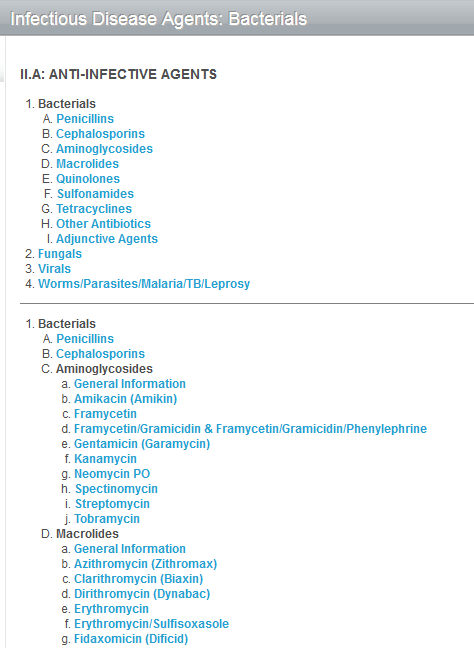 Infectious Disease Agents: Bacterials
II.A: ANTI-INFECTIVE AGENTS
1. Bacterials
A. Penicillins
B. Cephalosporins
C. Aminoglycosides
D. Macrolides
E. Quinolones
F. Sulfonamides
G. Tetracyclines
H. Other Antibiotics
I. Adjunctive Agents
2. Fungals
3. Virals
4. Worms/Parasites/Malaria/TB/Leprosy
1. Bacterials
A. Penicillins
B. Cephalosporins
C. Aminoglycosides
a. General Information
b. Amikacin (Amikin)
c. Framycetin
d. Framycetin/Gramicidin & Framycetin/Gramicidin/Phenylephrine
e. Gentamicin (Garamycin)
f. Kanamycin
g. Neomycin PO
h. Spectinomycin
i. Streptomycin
j. Tobramycin
D. Macrolides
a. General Information
b. Azithromycin (Zithromax)
c. Clarithromycin (Biaxin)
d. Dirithromycin (Dynabac)
e. Erythromycin
f. Erythromycin/Sulfisoxasole
g. Fidaxomicin (Dificid)